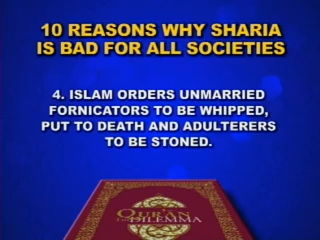 10 REASONS WHY SHARIA
IS BAD FOR ALL SOCIETIES
4. ISLAM ORDERS UNMARRIED
FORNICATORS TO BE WHIPPED,
PUT TO DEATH AND ADULTERERS
TO BE STONED.
QURAN
DILEMMA